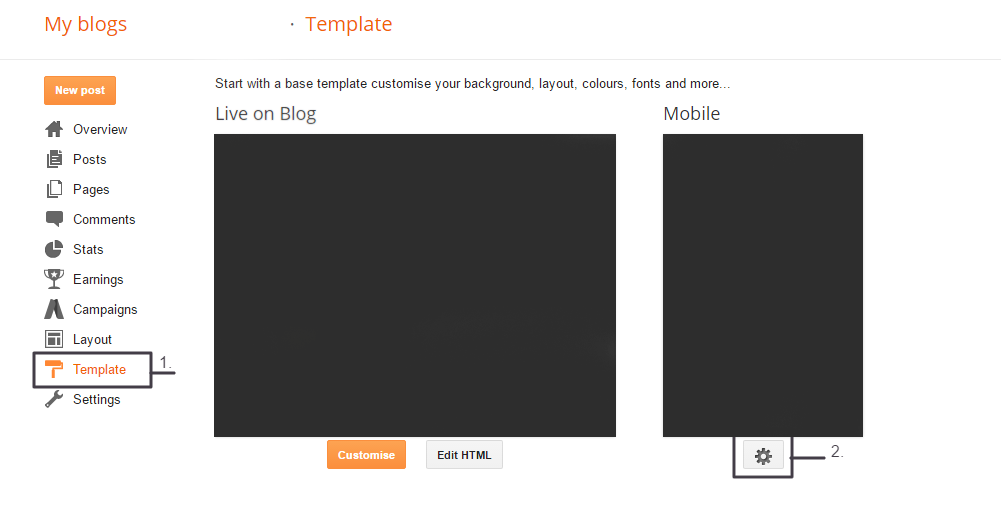 My blogs · Template
New post
Overview
Posts
Pages
Comments
Stats
Earnings
Campaigns
Layout
Template
1.
Settings
Start with a base template customise your background, layout, colours, fonts and more...
Live on Blog
Customise
Edit HTML
Mobile
2.